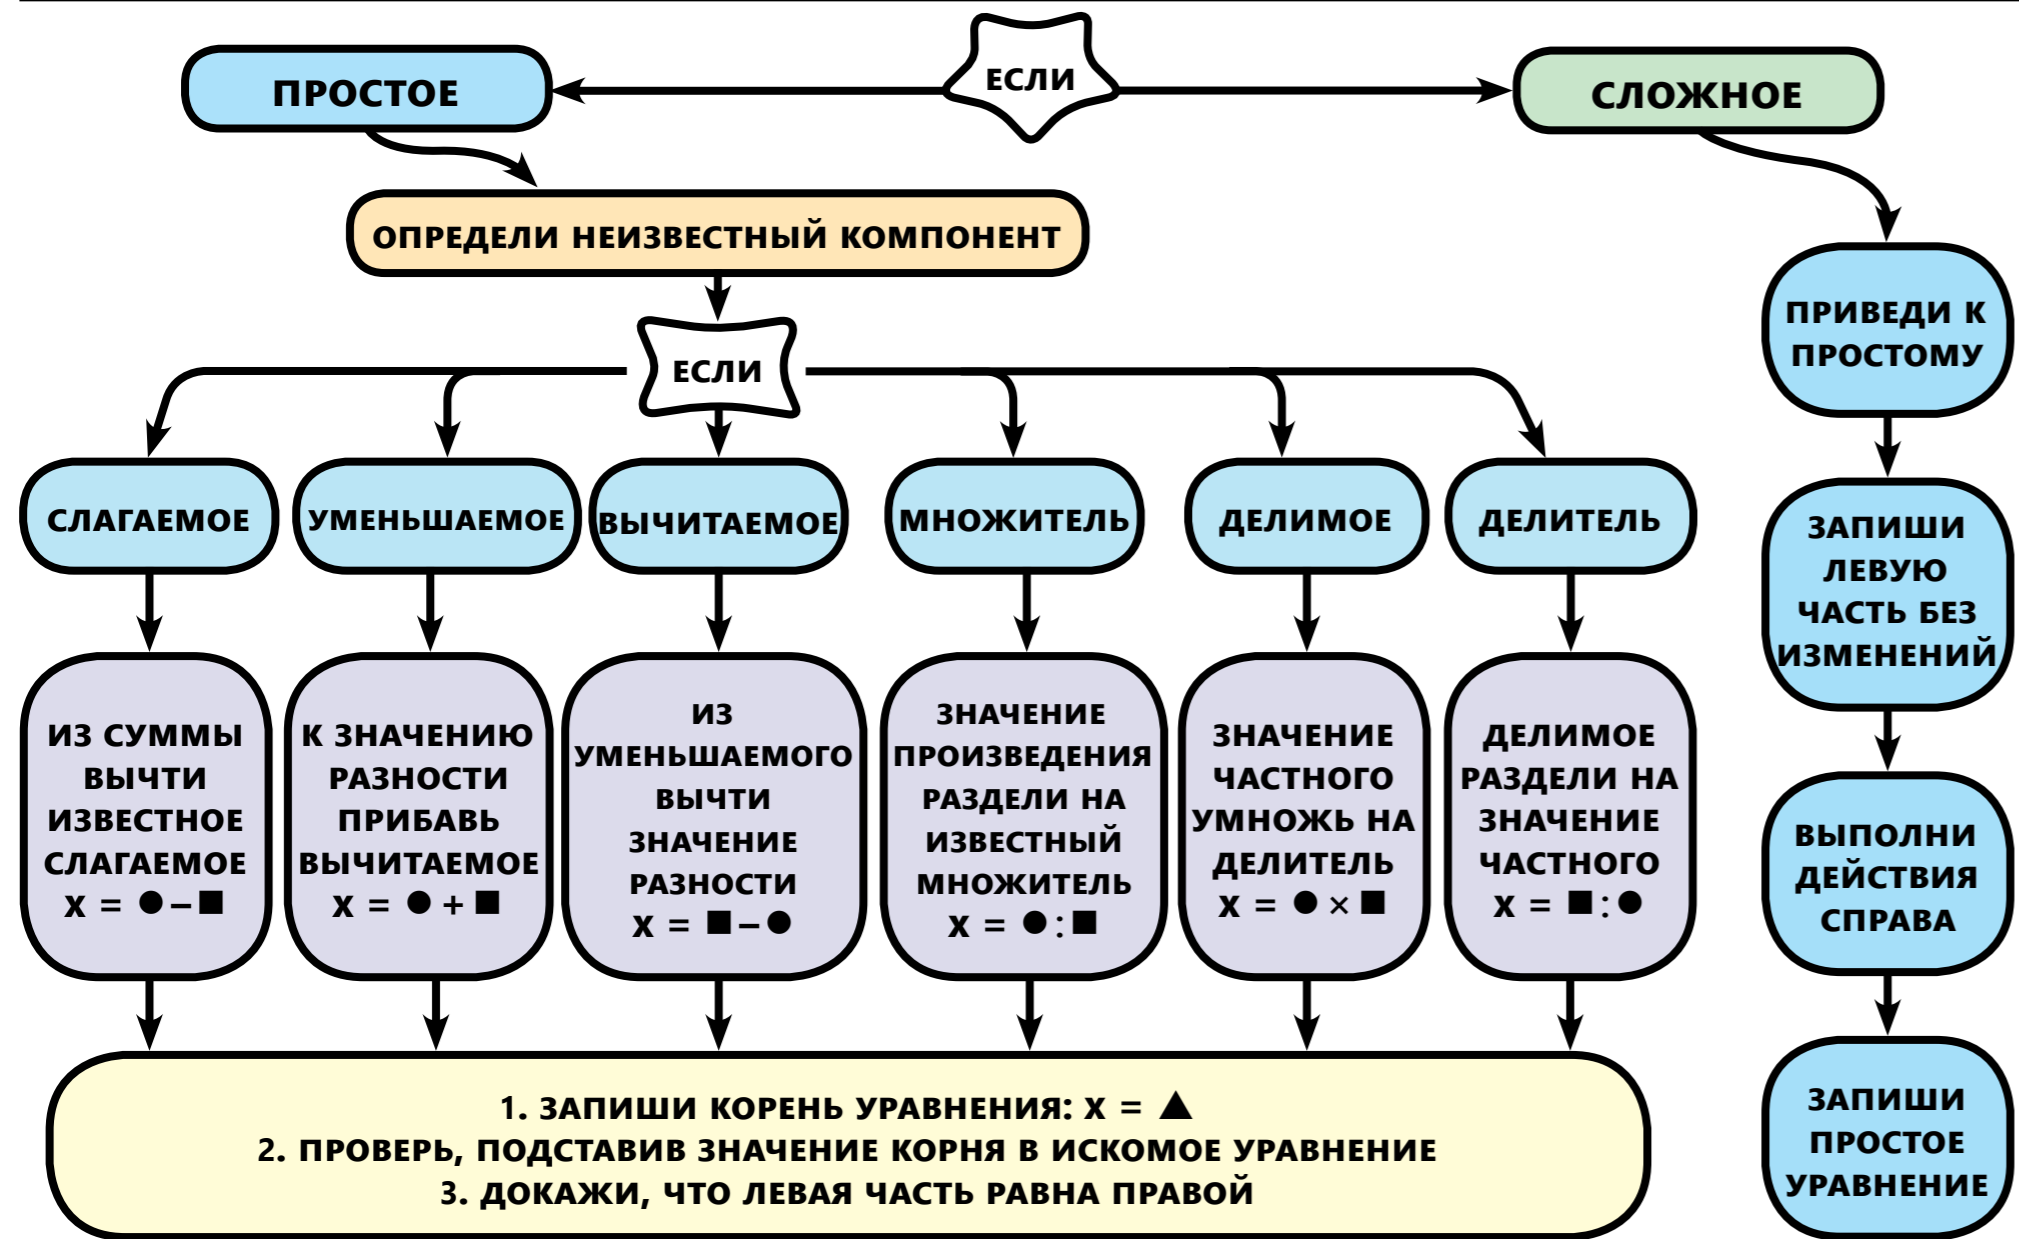 ЕСЛИ
ПРОСТОЕ
СЛОЖНОЕ
ОПРЕДЕЛИ НЕИЗВЕСТНЫЙ КОМПОНЕНТ
ЕСЛИ
СЛАГАЕМОЕ
ИЗ СУММЫ
ВЫЧТИ
ИЗВЕСТНОЕ
СЛАГАЕМОЕ
X = ●–■
УМЕНЬШАЕМОЕ
К ЗНАЧЕНИЮ
РАЗНОСТИ
ПРИБАВЬ
ВЫЧИТАЕМОЕ
X = ●+■
ВЫЧИТАЕМОЕ
ИЗ
УМЕНЬШАЕМОГО
ВЫЧТИ
ЗНАЧЕНИЕ
РАЗНОСТИ
X = ■–●
МНОЖИТЕЛЬ
ЗНАЧЕНИЕ
ПРОИЗВЕДЕНИЯ
РАЗДЕЛИ НА
ИЗВЕСТНЫЙ
МНОЖИТЕЛЬ
X = ●:■
ДЕЛИМОЕ
ЗНАЧЕНИЕ
ЧАСТНОГО
УМНОЖЬ НА
ДЕЛИТЕЛЬ
X = ●×■
ДЕЛИТЕЛЬ
ДЕЛИМОЕ
РАЗДЕЛИ НА
ЗНАЧЕНИЕ
ЧАСТНОГО
X = ■:●
1. ЗАПИШИ КОРЕНЬ УРАВНЕНИЯ: X = ▲
2. ПРОВЕРЬ, ПОДСТАВИВ ЗНАЧЕНИЕ КОРНЯ В ИСКОМОЕ УРАВНЕНИЕ
3. ДОКАЖИ, ЧТО ЛЕВАЯ ЧАСТЬ РАВНА ПРАВОЙ
ПРИВЕДИ К
ПРОСТОМУ
ЗАПИШИ
ЛЕВУЮ
ЧАСТЬ БЕЗ
ИЗМЕНЕНИЙ
ВЫПОЛНИ
ДЕЙСТВИЯ
СПРАВА
ЗАПИШИ
ПРОСТОЕ
УРАВНЕНИЕ